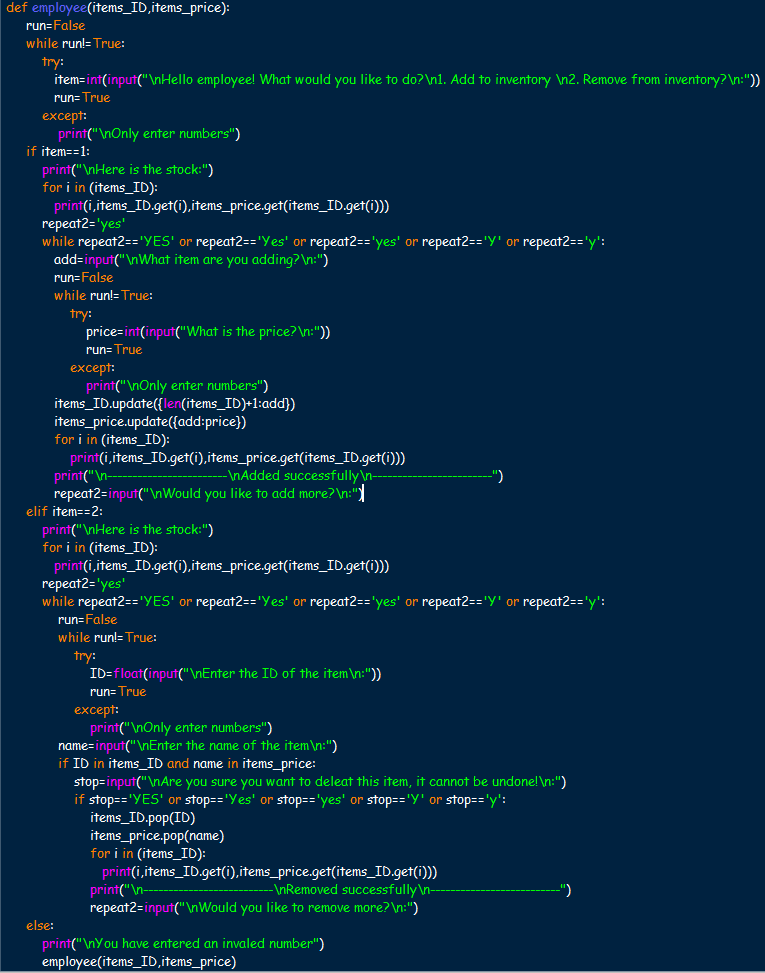 def employee(items_ID,items_price):
    run=False
    while run!=True:
        try:
            item=int(input("\nHello employee! What would you like to do?\n1. Add to inventory \n2. Remove from inventory?\n:"))
            run=True
        except:
            print("\nOnly enter numbers")
    if item==1:
        print("\nHere is the stock:")
        for i in (items_ID):
            print(i,items_ID.get(i),items_price.get(items_ID.get(i)))
        repeat2='yes'
        while repeat2=='YES' or repeat2=='Yes' or repeat2=='yes' or repeat2=='Y' or repeat2=='y':
            add=input("\nWhat item are you adding?\n:")
            run=False
            while run!=True:
                try:
                    price=int(input("What is the price?\n:"))
                    run=True
                except:
                    print("\nOnly enter numbers")
            items_ID.update({len(items_ID)+1:add})
            items_price.update({add:price})
            for i in (items_ID):
                print(i,items_ID.get(i),items_price.get(items_ID.get(i)))
            print("\n------------------------\nAdded successfully\n------------------------")
            repeat2=input("\nWould you like to add more?\n:")
    elif item==2:
        print("\nHere is the stock:")
        for i in (items_ID):
            print(i,items_ID.get(i),items_price.get(items_ID.get(i)))
        repeat2='yes'
        while repeat2=='YES' or repeat2=='Yes' or repeat2=='yes' or repeat2=='Y' or repeat2=='y':
            run=False
            while run!=True:
                try:
                    ID=float(input("\nEnter the ID of the item\n:"))
                    run=True
                except:
                    print("\nOnly enter numbers")
            name=input("\nEnter the name of the item\n:")
            if ID in items_ID and name in items_price:
                stop=input("\nAre you sure you want to deleat this item, it cannot be undone!\n:")
                if stop=='YES' or stop=='Yes' or stop=='yes' or stop=='Y' or stop=='y':
                    items_ID.pop(ID)
                    items_price.pop(name)
                    for i in (items_ID):
                        print(i,items_ID.get(i),items_price.get(items_ID.get(i)))
                    print("\n--------------------------\nRemoved successfully\n--------------------------")
                    repeat2=input("\nWould you like to remove more?\n:")
    else:
        print("\nYou have entered an invaled number")
        employee(items_ID,items_price)